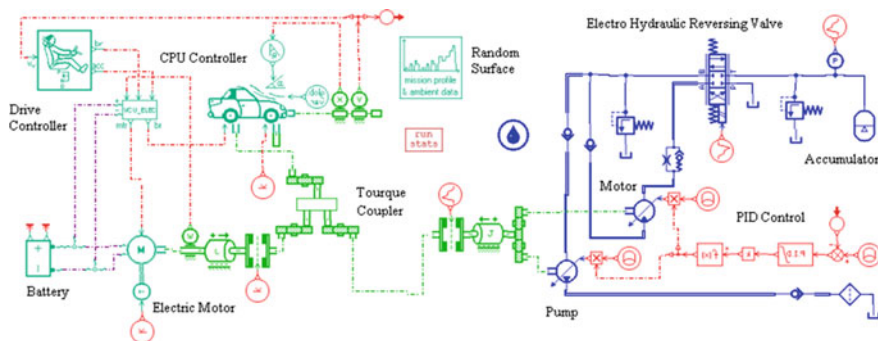 Electro Hydraulic Reversing Valve
CPU Controller
Random
Surface
mission profile
& ambient data
Drive
Controller
run
stats
Accumulator
Motor
Tourque
Coupler
PID Control
M
P
J
Battery
Electric Motor
Pump